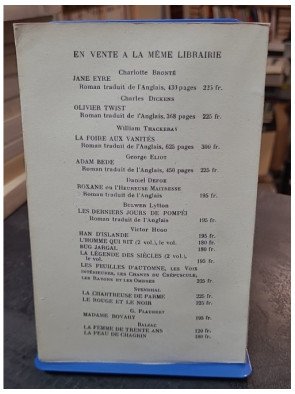 EN VENTE A LA MÊME LIBRAIRIE
Charlotte BRONTË
JANE EYRE
Roman traduit de l'Anglais, 430 pages 225 fr.
Charles DICKENS
OLIVIER TWIST
Roman traduit de l'Anglais, 368 pages 225 fr.
William THACKERAY
LA FOIRE AUX VANITÉS
Roman traduit de l'Anglais, 625 pages 300 fr.
George ELIOT
ADAM BEDE
Roman traduit de l'Anglais, 450 pages 225 fr.
Daniel DEFOE
ROXANE OU L'HEUREUSE MAITRESSE
Roman traduit de l'Anglais 195 fr.
BULWER Lytton
LES DERNIERS JOURS DE POMPÉI
Roman traduit de l'Anglais 195 fr.
Victor HUGO
HAN D'ISLANDE 195 fr.
L'HOMME QUI RIT (2 vol.), le vol. 180 fr.
BUG JARGAL 180 fr.
LA LÉGENDE DES SIÈCLES (2 vol.),
le vol. 195 fr.
LES FEUILLES D'AUTOMNE, LES VOIX
INTÉRIEURES, LES CHANTS DU CRÉPUSCULE,
LES RAYONS ET LES OMBRES 225 fr.
STENDHAL
LA CHARTREUSE DE PARME 225 fr.
LE ROUGE ET LE NOIR 225 fr.
G. FLAUBERT
MADAME BOVARY 195 fr.
BALZAC
LA FEMME DE TRENTE ANS 120 fr.
LA PEAU DE CHAGRIN 180 fr.